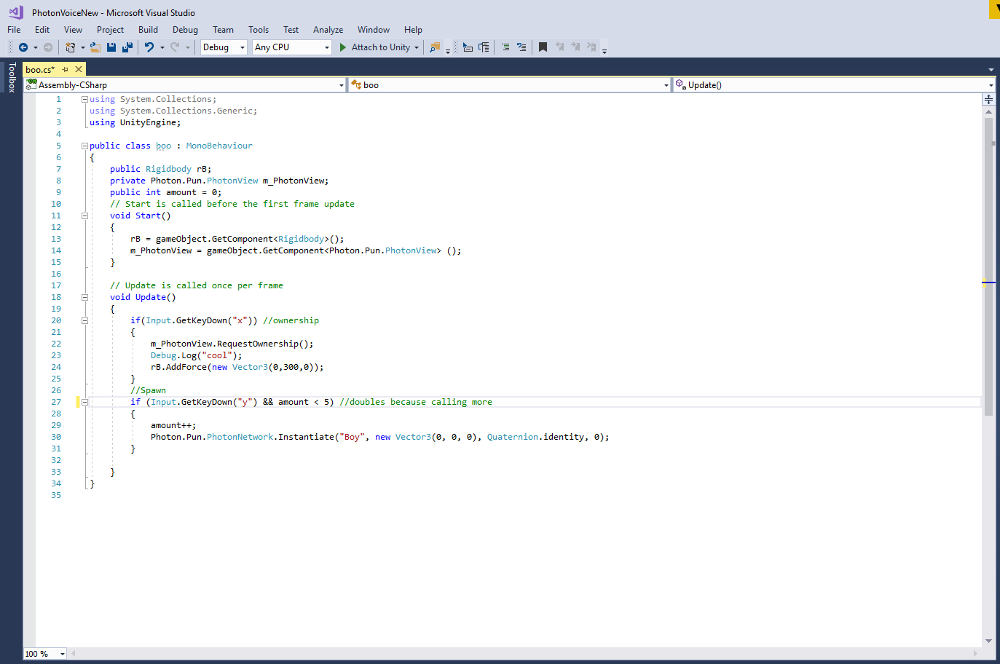 PhotonVoiceNew - Microsoft Visual Studio
File Edit View Project Build Debug Team Tools Test Analyze Window Help
Debug Any CPU Attach to Unity
Toolbox
boo.cs*
Assembly-CSharp boo Update()
1 using System.Collections;
2 using System.Collections.Generic;
3 using UnityEngine;
4
5 public class boo : MonoBehaviour
6 {
7 public Rigidbody rB;
8 private Photon.Pun.PhotonView m_PhotonView;
9 public int amount = 0;
10 // Start is called before the first frame update
11 void Start()
12 {
13 rB = gameObject.GetComponent<Rigidbody>();
14 m_PhotonView = gameObject.GetComponent<Photon.Pun.PhotonView> ();
15 }
16
17 // Update is called once per frame
18 void Update()
19 {
20 if(Input.GetKeyDown("x")) //ownership
21 {
22 m_PhotonView.RequestOwnership();
23 Debug.Log("cool");
24 rB.AddForce(new Vector3(0,300,0));
25 }
26 //Spawn
27 if (Input.GetKeyDown("y") && amount < 5) //doubles because calling more
28 {
29 amount++;
30 Photon.Pun.PhotonNetwork.Instantiate("Boy", new Vector3(0, 0, 0), Quaternion.identity, 0);
31 }
32
33 }
34 }
35
100 %